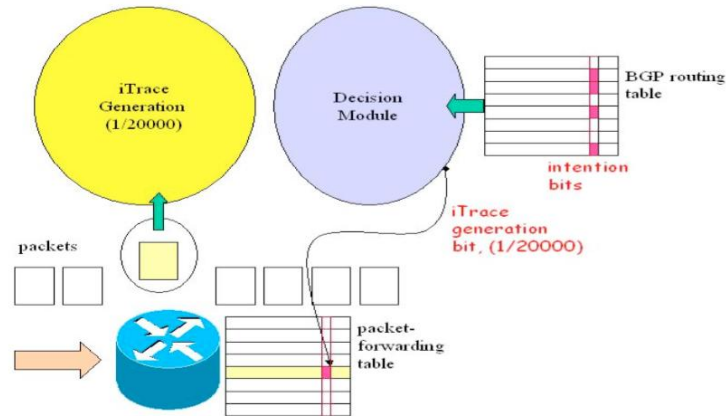 iTrace
Generation
(1/20000)
Decision
Module
BGP routing
table
intention
bits
iTrace
generation
bit, (1/20000)
packets
packet-
forwarding
table